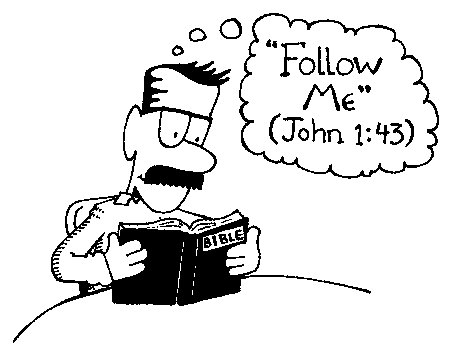 "Follow
Me"
(John 1:43)
BIBLE